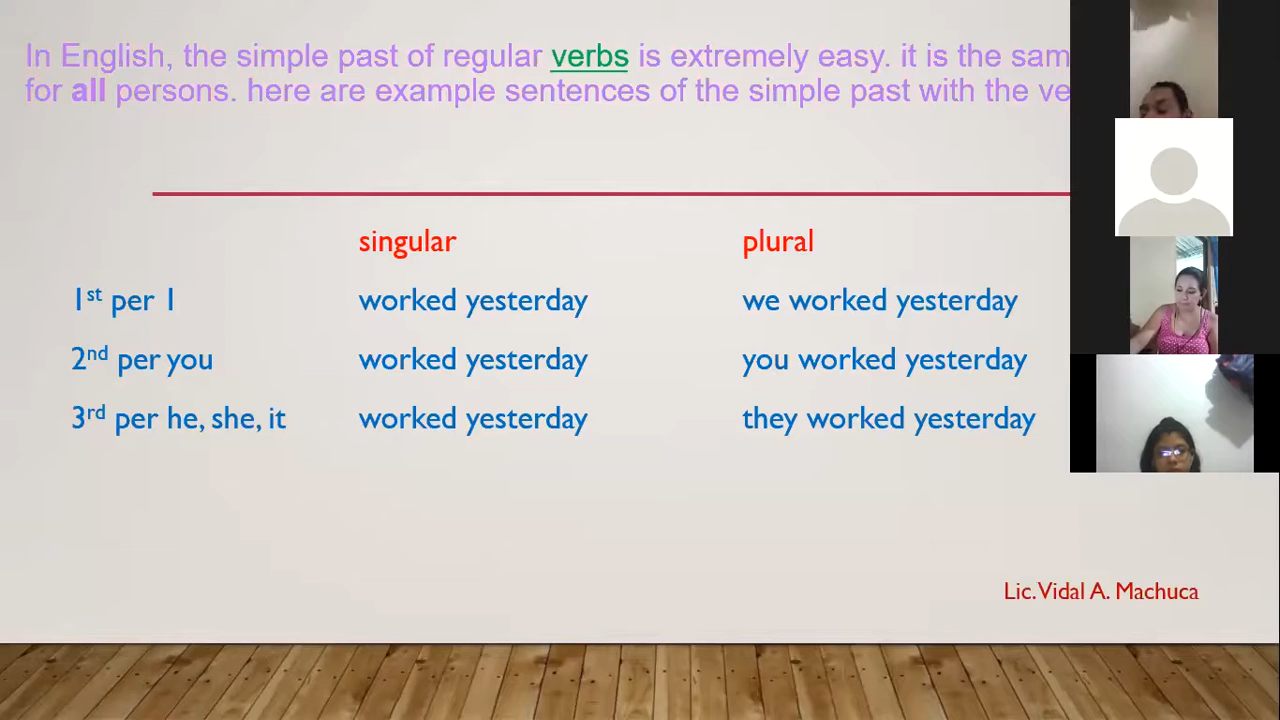 In English, the simple past of regular verbs is extremely easy. it is the
for all persons. here are example sentences of the simple past with the
singular plural
1st per I worked yesterday we worked yesterday
2nd per you worked yesterday you worked yesterday
3rd per he, she, it worked yesterday they worked yesterday
Lic. Vidal A. Machuca